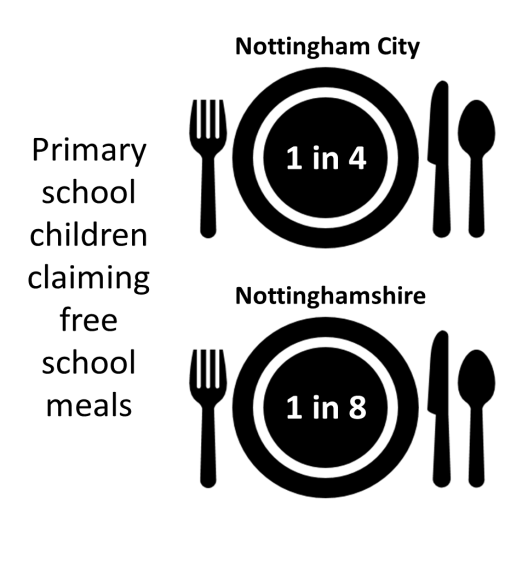 Primary
school
children
claiming
free
school
meals
Nottingham City
1 in 4
Nottinghamshire
1 in 8